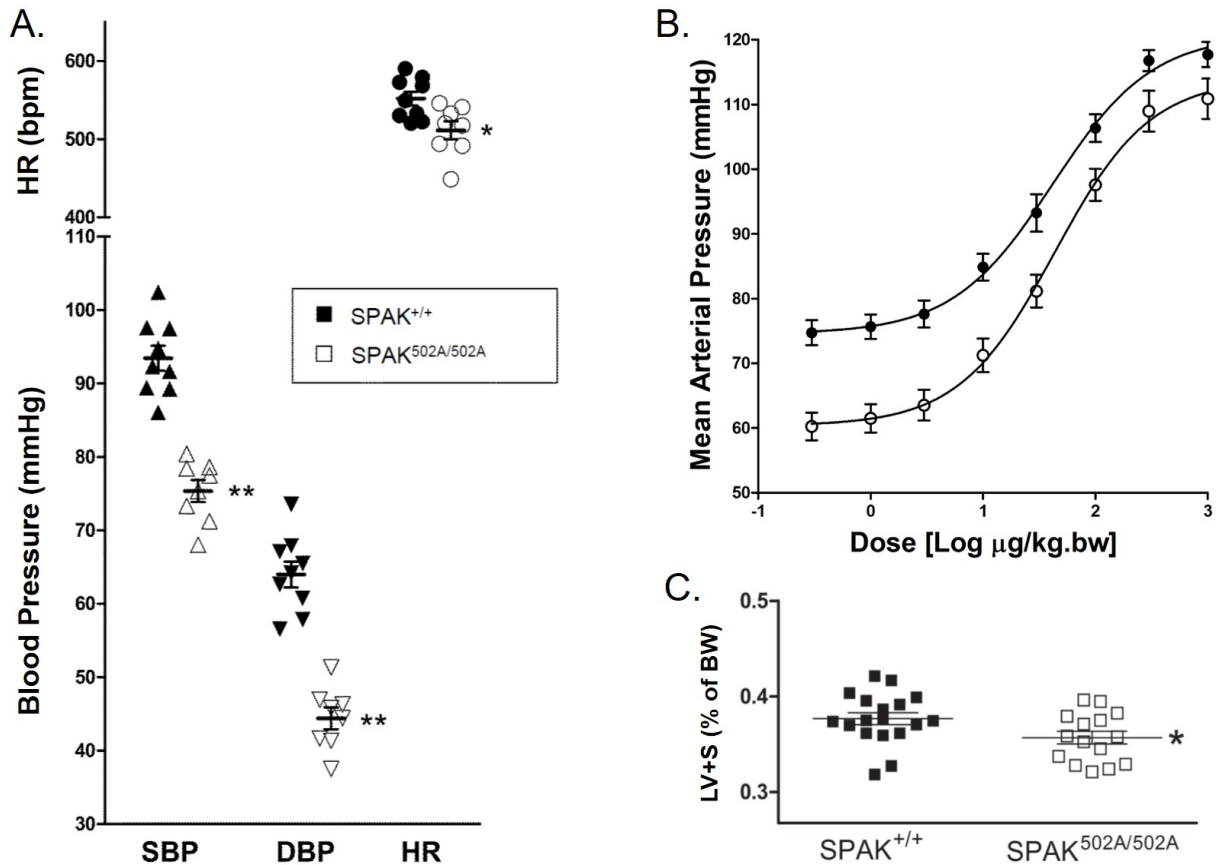 A.
HR (bpm)
600
500
400
*
110
100
90
80
70
60
50
40
30
Blood Pressure (mmHg)
SPAK+/+
SPAK502A/502A
**
**
SBP DBP HR
B.
Mean Arterial Pressure (mmHg)
120
110
100
90
80
70
60
50
-1 0 1 2 3
Dose [Log μg/kg.bw]
C.
LV+S (% of BW)
0.5
0.4
0.3
*
SPAK+/+ SPAK502A/502A